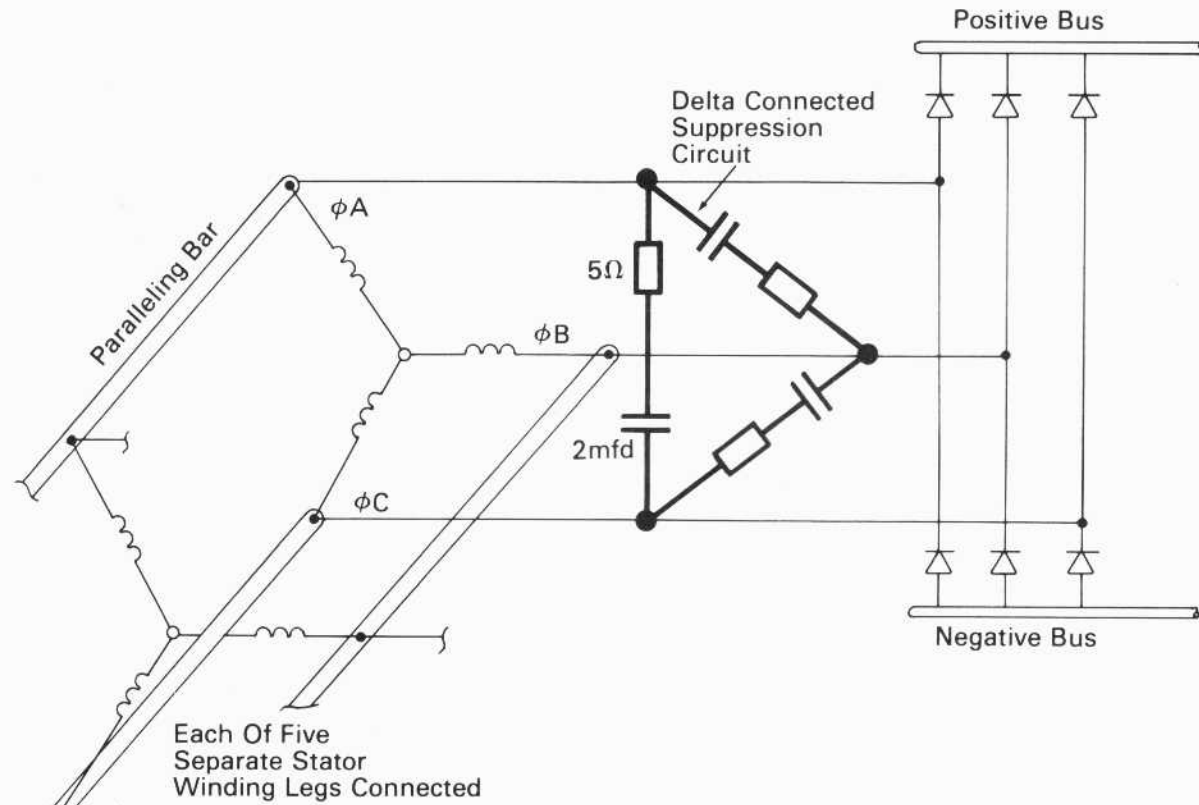 Positive Bus
Delta Connected
Suppression
Circuit
ϕA
Paralleling Bar
5Ω
ϕB
2mfd
ϕC
Negative Bus
Each Of Five
Separate Stator
Winding Legs Connected